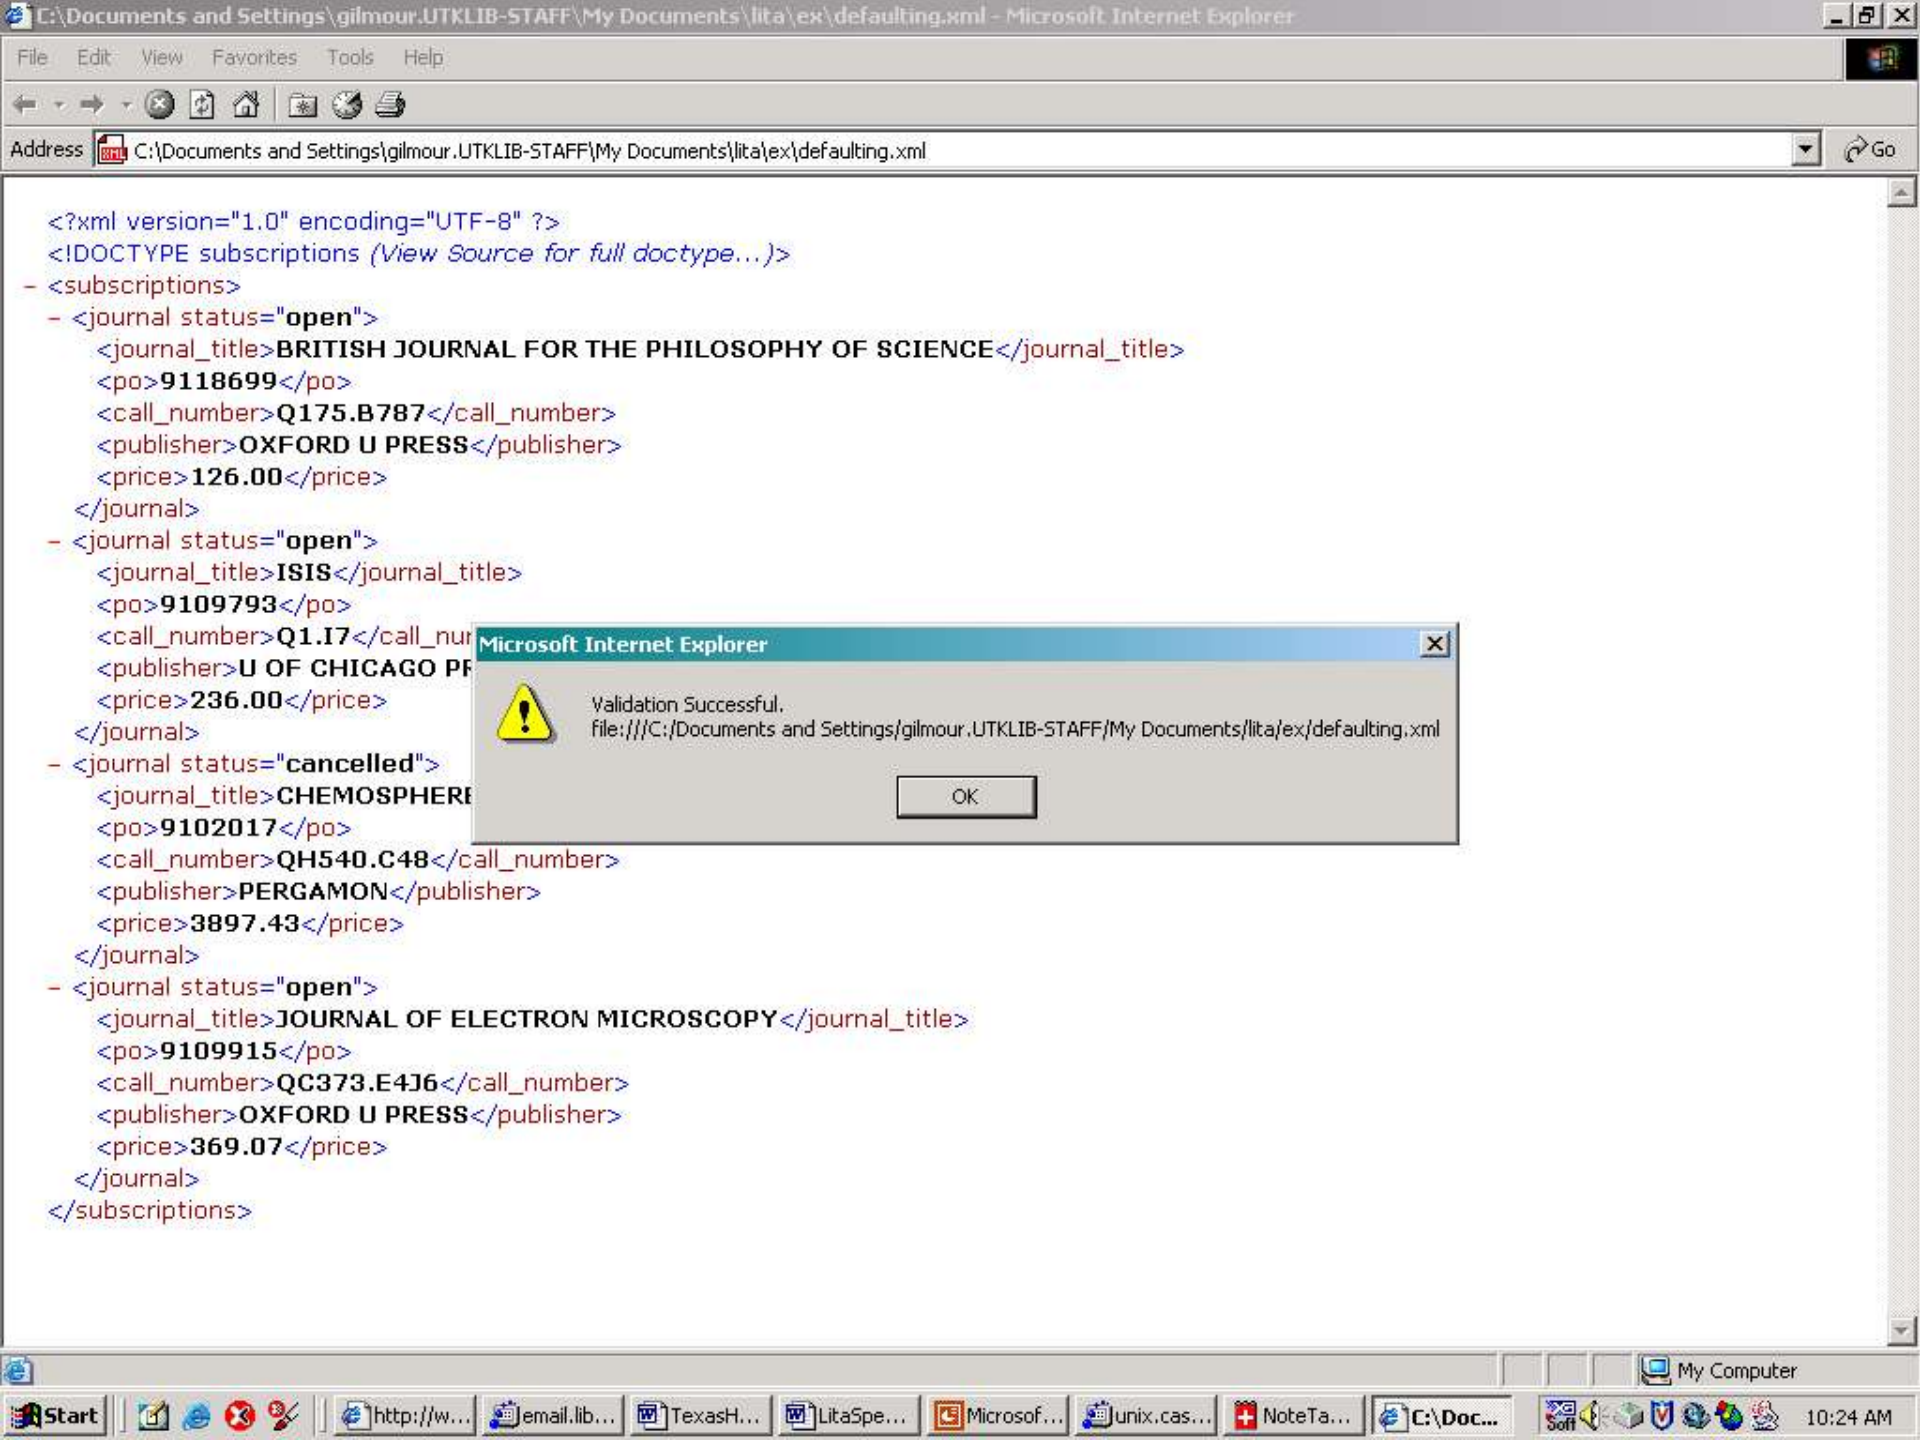 C:\Documents and Settings\gilmour.UTKLIB-STAFF\My Documents\lita\ex\defaulting.xml - Microsoft Internet Explorer
File Edit View Favorites Tools Help
Address C:\Documents and Settings\gilmour.UTKLIB-STAFF\My Documents\lita\ex\defaulting.xml Go
<?xml version="1.0" encoding="UTF-8" ?>
<!DOCTYPE subscriptions (View Source for full doctype...)>
- <subscriptions>
- <journal status="open">
<journal_title>BRITISH JOURNAL FOR THE PHILOSOPHY OF SCIENCE</journal_title>
<po>9118699</po>
<call_number>Q175.B787</call_number>
<publisher>OXFORD U PRESS</publisher>
<price>126.00</price>
</journal>
- <journal status="open">
<journal_title>ISIS</journal_title>
<po>9109793</po>
<call_number>Q1.I7</call_nu
<publisher>U OF CHICAGO P
<price>236.00</price>
</journal>
- <journal status="cancelled">
<journal_title>CHEMOSPHERE
<po>9102017</po>
<call_number>QH540.C48</call_number>
<publisher>PERGAMON</publisher>
<price>3897.43</price>
</journal>
- <journal status="open">
<journal_title>JOURNAL OF ELECTRON MICROSCOPY</journal_title>
<po>9109915</po>
<call_number>QC373.E4J6</call_number>
<publisher>OXFORD U PRESS</publisher>
<price>369.07</price>
</journal>
</subscriptions>
Microsoft Internet Explorer
Validation Successful.
file:///C:/Documents and Settings/gilmour.UTKLIB-STAFF/My Documents/lita/ex/defaulting.xml
OK
My Computer
Start http://w... email.lib... TexasH... LitaSpe... Microsof... unix.cas... NoteTa... C:\Doc... 10:24 AM